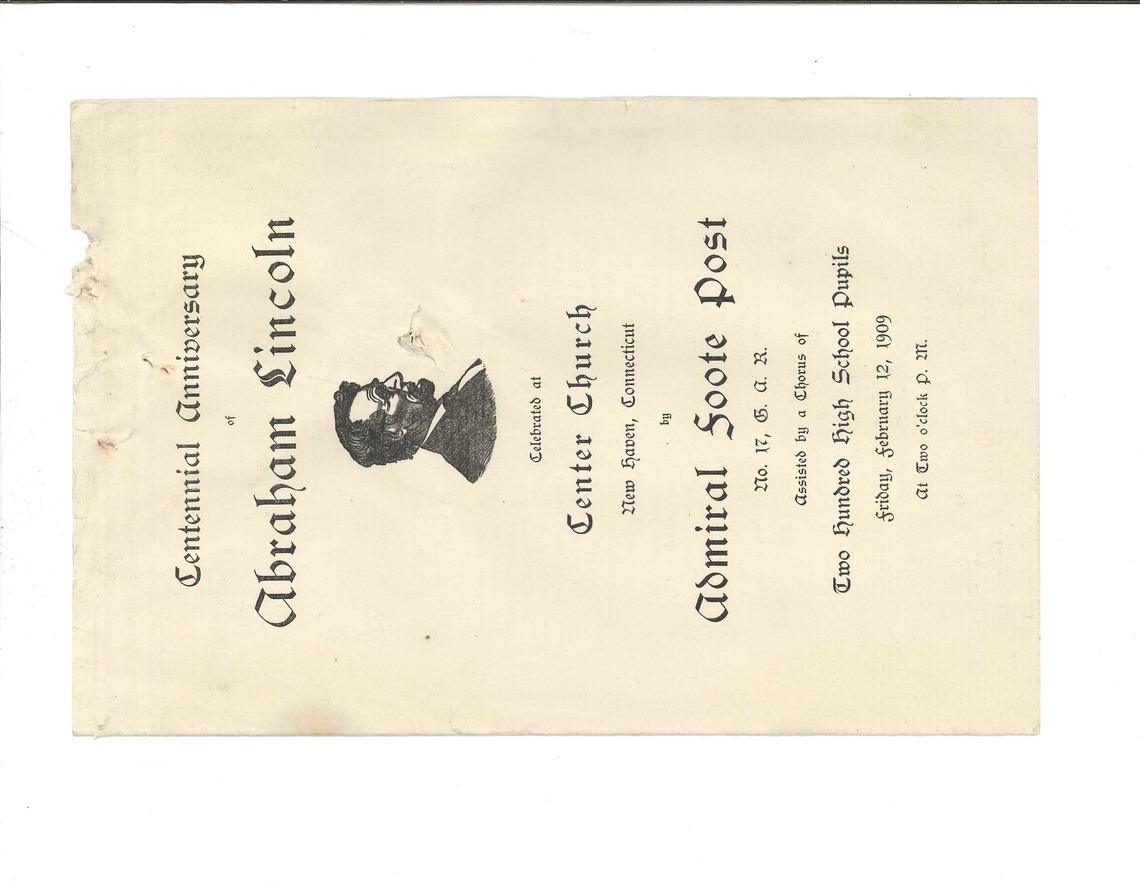 Centennial Anniversary
of
Abraham Lincoln
Celebrated at
Center Church
New Haven, Connecticut
by
Admiral Foote Post
No. 17, G. A. R.
Assisted by a Chorus of
Two Hundred High School Pupils
Friday, February 12, 1909
At Two o'clock P. M.